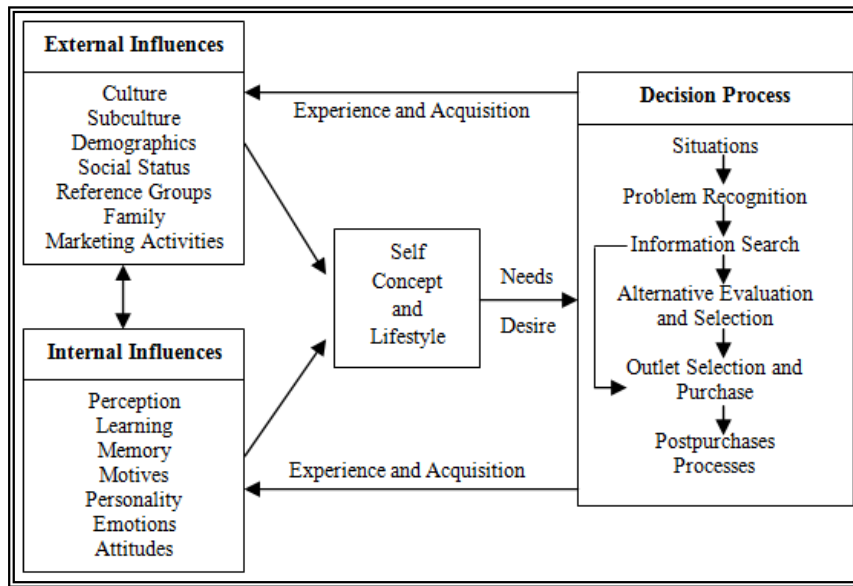 External Influences
Culture
Subculture
Demographics
Social Status
Reference Groups
Family
Marketing Activities
Internal Influences
Perception
Learning
Memory
Motives
Personality
Emotions
Attitudes
Experience and Acquisition
Self
Concept
and
Lifestyle
Needs
Desire
Experience and Acquisition
Decision Process
Situations
Problem Recognition
Information Search
Alternative Evaluation
and Selection
Outlet Selection and
Purchase
Postpurchases
Processes